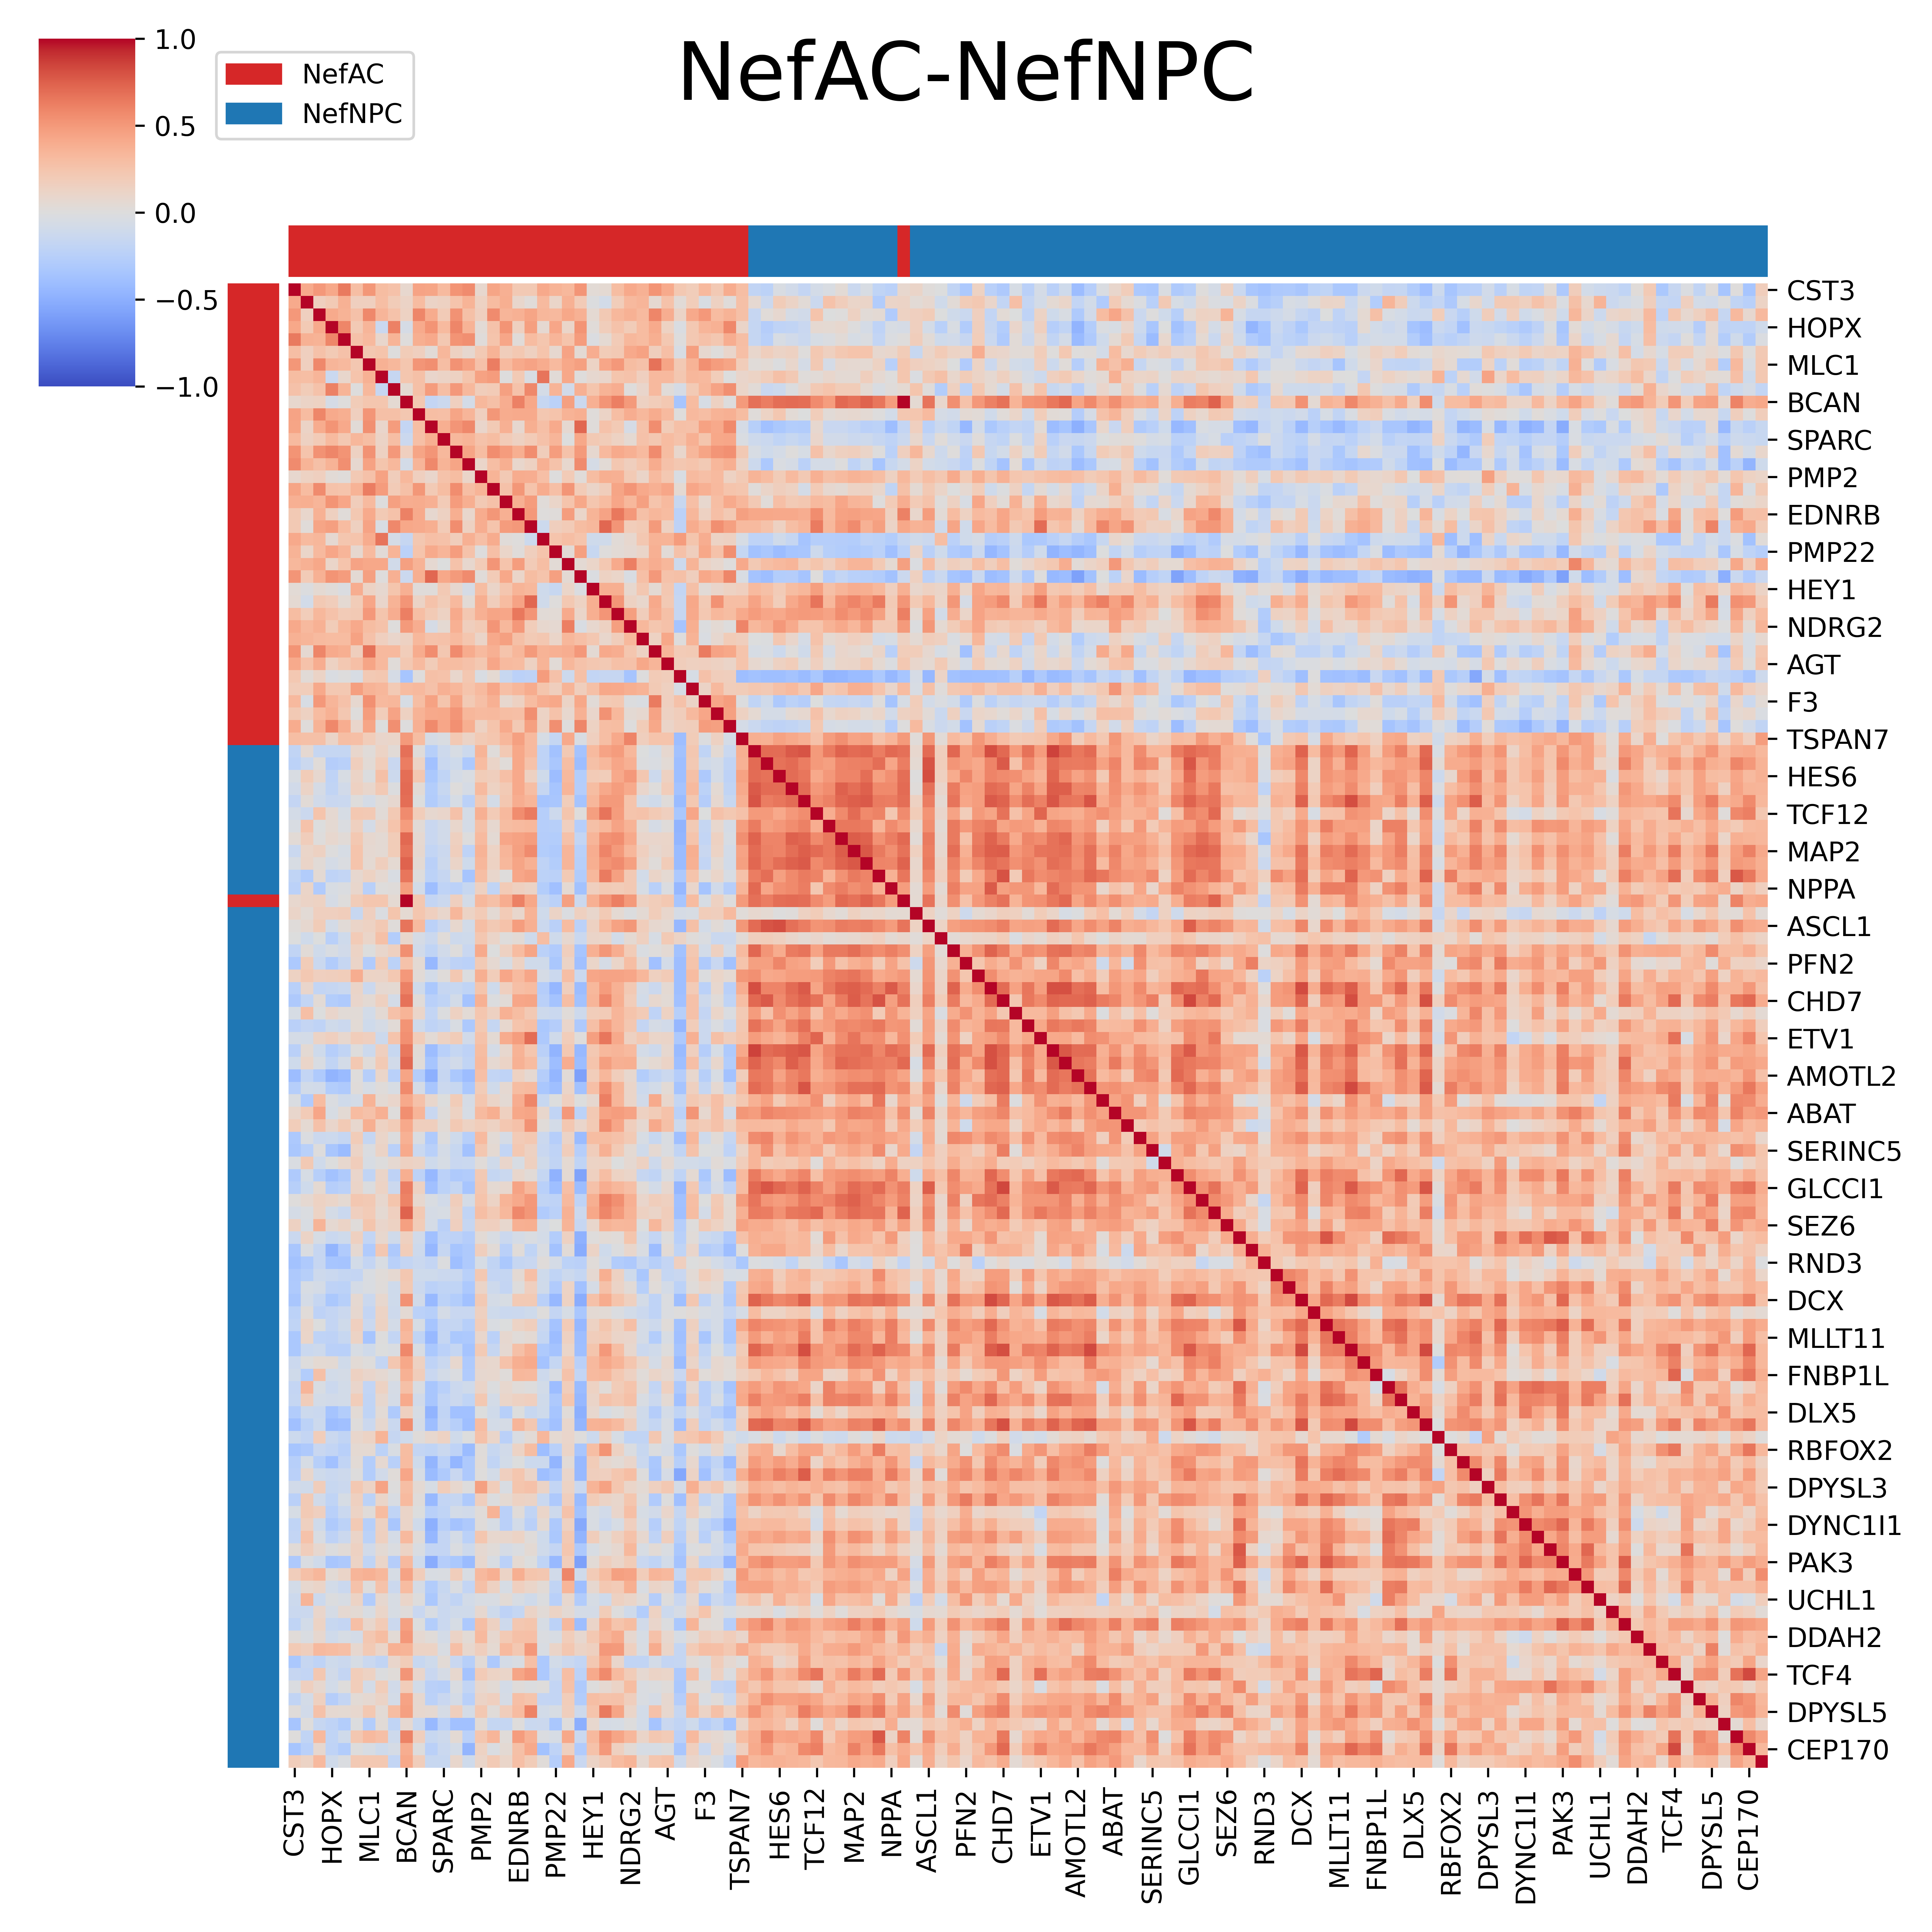 NefAC-NefNPC
1.0
0.5
0.0
−0.5
−1.0
NefAC
NefNPC
CST3
HOPX
MLC1
BCAN
SPARC
PMP2
EDNRB
PMP22
HEY1
NDRG2
AGT
F3
TSPAN7
HES6
TCF12
MAP2
NPPA
ASCL1
PFN2
CHD7
ETV1
AMOTL2
ABAT
SERINC5
GLCCI1
SEZ6
RND3
DCX
MLLT11
FNBP1L
DLX5
RBFOX2
DPYSL3
DYNC1I1
PAK3
UCHL1
DDAH2
TCF4
DPYSL5
CEP170
CST3
HOPX
MLC1
BCAN
SPARC
PMP2
EDNRB
PMP22
HEY1
NDRG2
AGT
F3
TSPAN7
HES6
TCF12
MAP2
NPPA
ASCL1
PFN2
CHD7
ETV1
AMOTL2
ABAT
SERINC5
GLCCI1
SEZ6
RND3
DCX
MLLT11
FNBP1L
DLX5
RBFOX2
DPYSL3
DYNC1I1
PAK3
UCHL1
DDAH2
TCF4
DPYSL5
CEP170